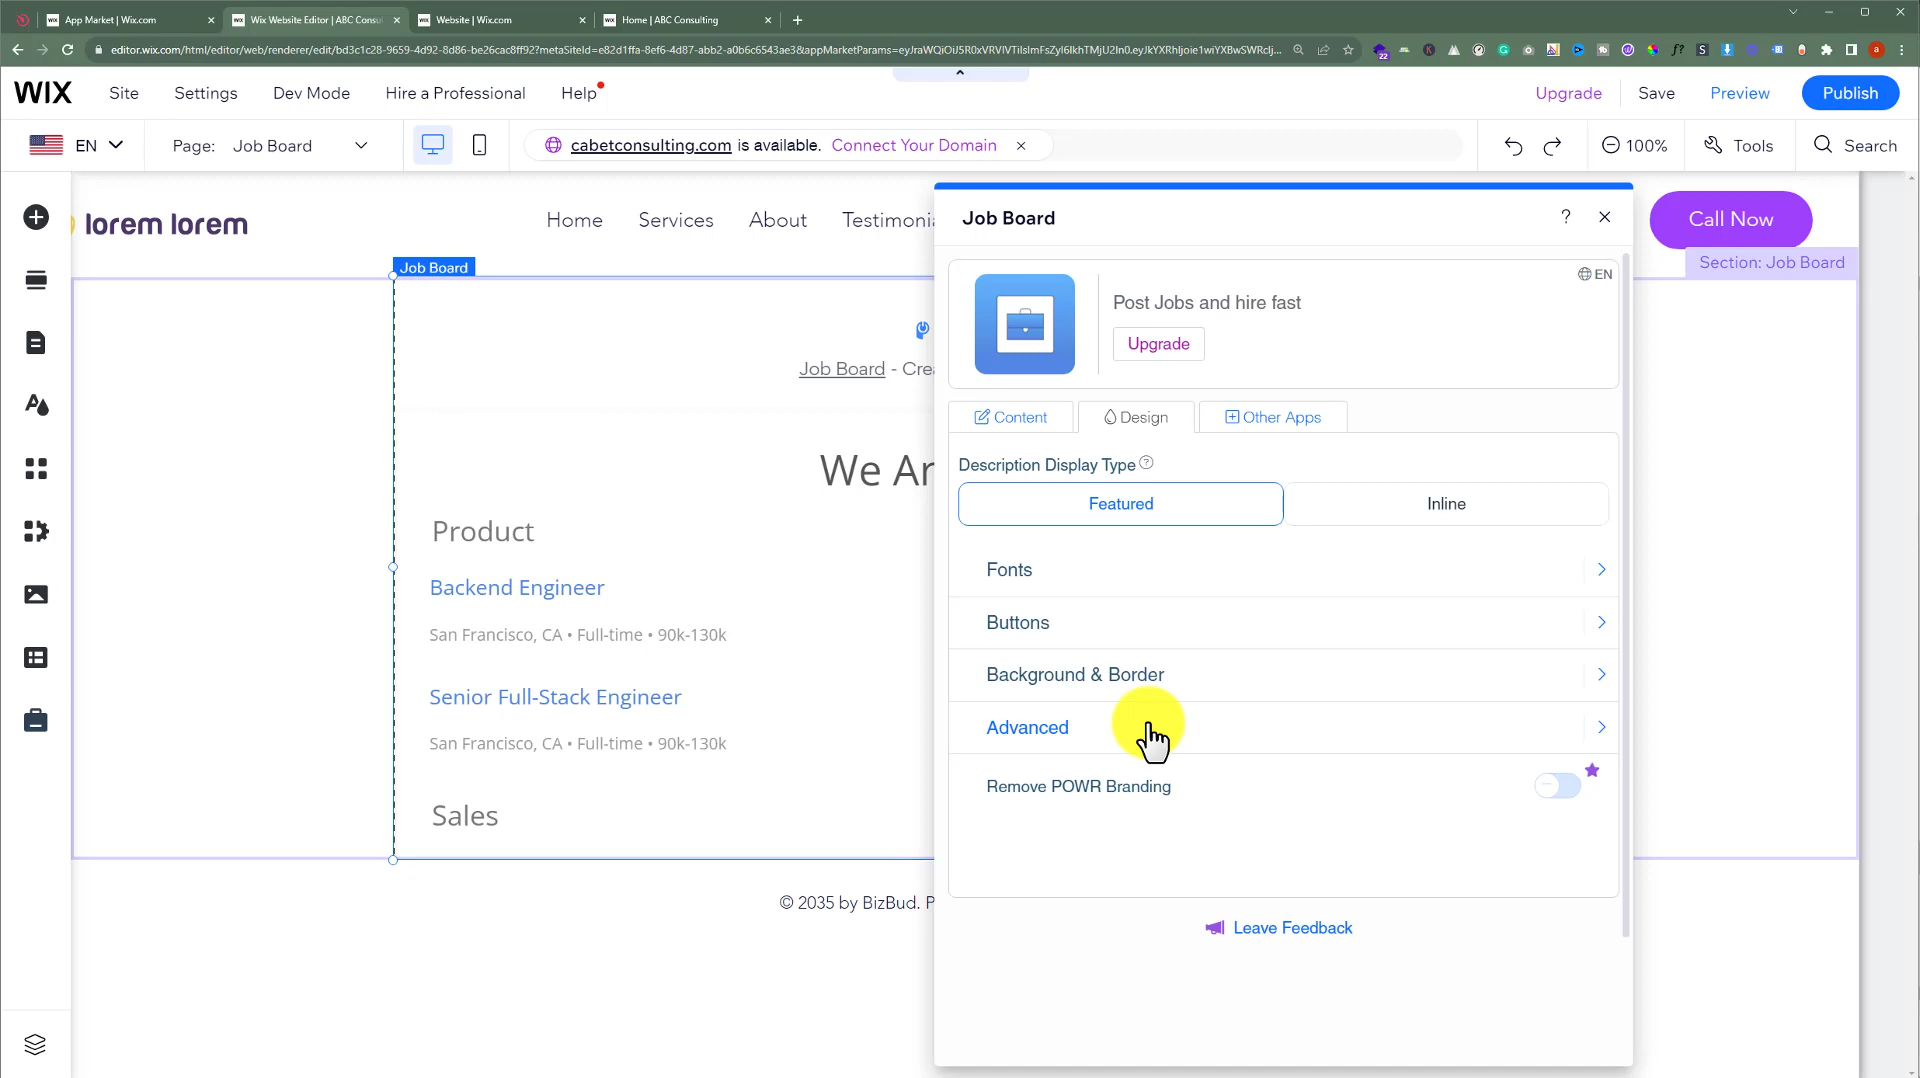 App Market | Wix.com
Wix Website Editor | ABC Consul
Website | Wix.com
Home | ABC Consulting
WIX
Site
Settings
Dev Mode
Hire a Professional
Help
Upgrade
Save
Preview
Publish
EN
Page:
Job Board
cabetconsulting.com is available.
Connect Your Domain
100%
Tools
Search
lorem lorem
Home
Services
About
Testimonia
Call Now
Section: Job Board
Job Board
Job Board - Crea
We Ar
Product
Backend Engineer
San Francisco, CA • Full-time • 90k-130k
Senior Full-Stack Engineer
San Francisco, CA • Full-time • 90k-130k
Sales
© 2035 by BizBud. P
Job Board
?
EN
Post Jobs and hire fast
Upgrade
Content
Design
Other Apps
Description Display Type
Featured
Inline
Fonts
Buttons
Background & Border
Advanced
Remove POWR Branding
Leave Feedback